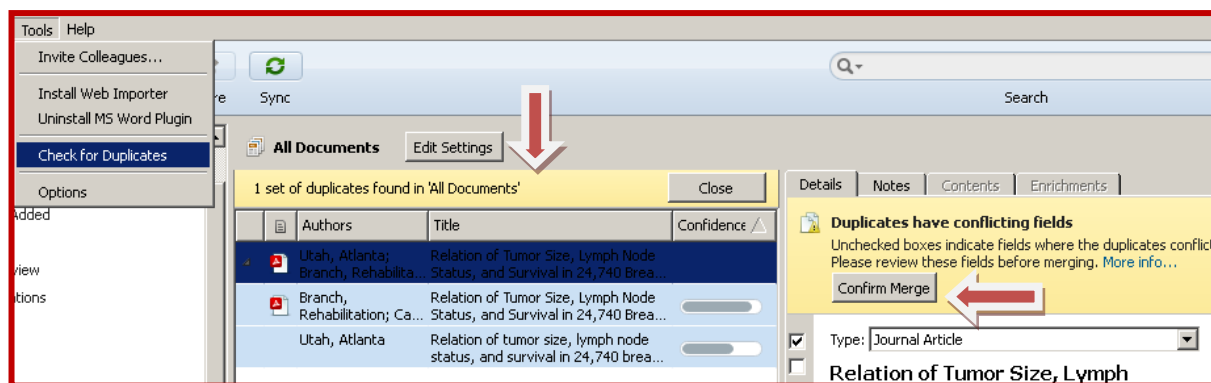 Tools Help
Invite Colleagues...
Install Web Importer
Uninstall MS Word Plugin
Check for Duplicates
Options
Sync
Search
All Documents
Edit Settings
1 set of duplicates found in 'All Documents'
Close
Authors
Title
Confidence
Utah, Atlanta;
Branch, Rehabilita...
Relation of Tumor Size, Lymph Node
Status, and Survival in 24,740 Brea...
Branch,
Rehabilitation; Ca...
Relation of Tumor Size, Lymph Node
Status, and Survival in 24,740 Brea...
Utah, Atlanta
Relation of tumor size, lymph node
status, and survival in 24,740 brea...
Details
Notes
Contents
Enrichments
Duplicates have conflicting fields
Unchecked boxes indicate fields where the duplicates conflict
Please review these fields before merging. More info...
Confirm Merge
Type: Journal Article
Relation of Tumor Size, Lymph